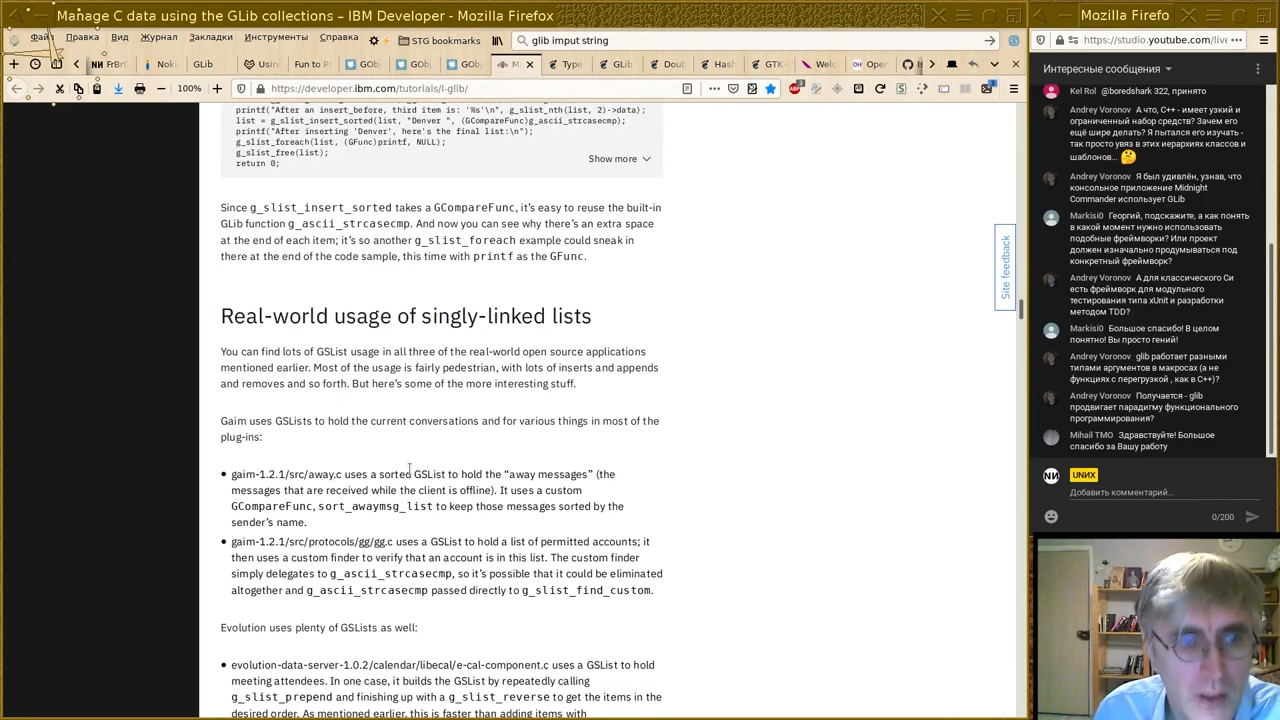 Manage C data using the GLib collections – IBM Developer - Mozilla Firefox
Файл Правка Вид Журнал Закладки Инструменты Справка STG bookmarks glib imput string
FrBrC Noki GLib Usin Fun to P GOb GOb GOb M Type GLib Doub Hash GTK- Welc Open Is
100% https://developer.ibm.com/tutorials/l-glib/
printf("After an insert_before, third item is: '%s'\n", g_slist_nth(list, 2)->data);
list = g_slist_insert_sorted(list, "Denver ", (GCompareFunc)g_ascii_strcasecmp);
printf("After inserting 'Denver', here's the final list:\n");
g_slist_foreach(list, (GFunc)printf, NULL);
g_slist_free(list);
return 0;
Show more
Since g_slist_insert_sorted takes a GCompareFunc, it's easy to reuse the built-in
GLib function g_ascii_strcasecmp. And now you can see why there's an extra space
at the end of each item; it's so another g_slist_foreach example could sneak in
there at the end of the code sample, this time with printf as the GFunc.
Real-world usage of singly-linked lists
You can find lots of GSList usage in all three of the real-world open source applications
mentioned earlier. Most of the usage is fairly pedestrian, with lots of inserts and appends
and removes and so forth. But here's some of the more interesting stuff.
Gaim uses GSLists to hold the current conversations and for various things in most of the
plug-ins:
• gaim-1.2.1/src/away.c uses a sorted GSList to hold the “away messages” (the
messages that are received while the client is offline). It uses a custom
GCompareFunc, sort_awaymsg_list to keep those messages sorted by the
sender's name.
• gaim-1.2.1/src/protocols/gg/gg.c uses a GSList to hold a list of permitted accounts; it
then uses a custom finder to verify that an account is in this list. The custom finder
simply delegates to g_ascii_strcasecmp, so it's possible that it could be eliminated
altogether and g_ascii_strcasecmp passed directly to g_slist_find_custom.
Evolution uses plenty of GSLists as well:
• evolution-data-server-1.0.2/calendar/libecal/e-cal-component.c uses a GSList to hold
meeting attendees. In one case, it builds the GSList by repeatedly calling
g_slist_prepend and finishing up with a g_slist_reverse to get the items in the
desired order. As mentioned earlier, this is faster than adding items with
Site feedback
Mozilla Firefo
https://studio.youtube.com/live
Интересные сообщения
Kel Rol @boredshark 322, принято
Andrey Voronov А что, С++ - имеет узкий и
ограниченный набор средств? Зачем его
ещё шире делать? Я пытался его изучать -
так просто увяз в этих иерархиях классов и
шаблонов...
Andrey Voronov Я был удивлён, узнав, что
консольное приложение Midnight
Commander использует GLib
Markisi0 Георгий, подскажите, а как понять
в какой момент нужно использовать
подобные фреймворки? Или проект
должен изначально продумываться под
конкретный фреймворк?
Andrey Voronov А для классического Си
есть фреймворк для модульного
тестирования типа xUnit и разработки
методом TDD?
Markisi0 Большое спасибо! В целом
понятно! Вы просто гений!
Andrey Voronov glib работает разными
типами аргументов в макросах (а не
функциях с перегрузкой , как в С++)?
Andrey Voronov Получается - glib
продвигает парадигму функционального
программирования?
Mihail TMO Здравствуйте! Большое
спасибо за Вашу работу
UNИX
Добавить комментарий...
0/200